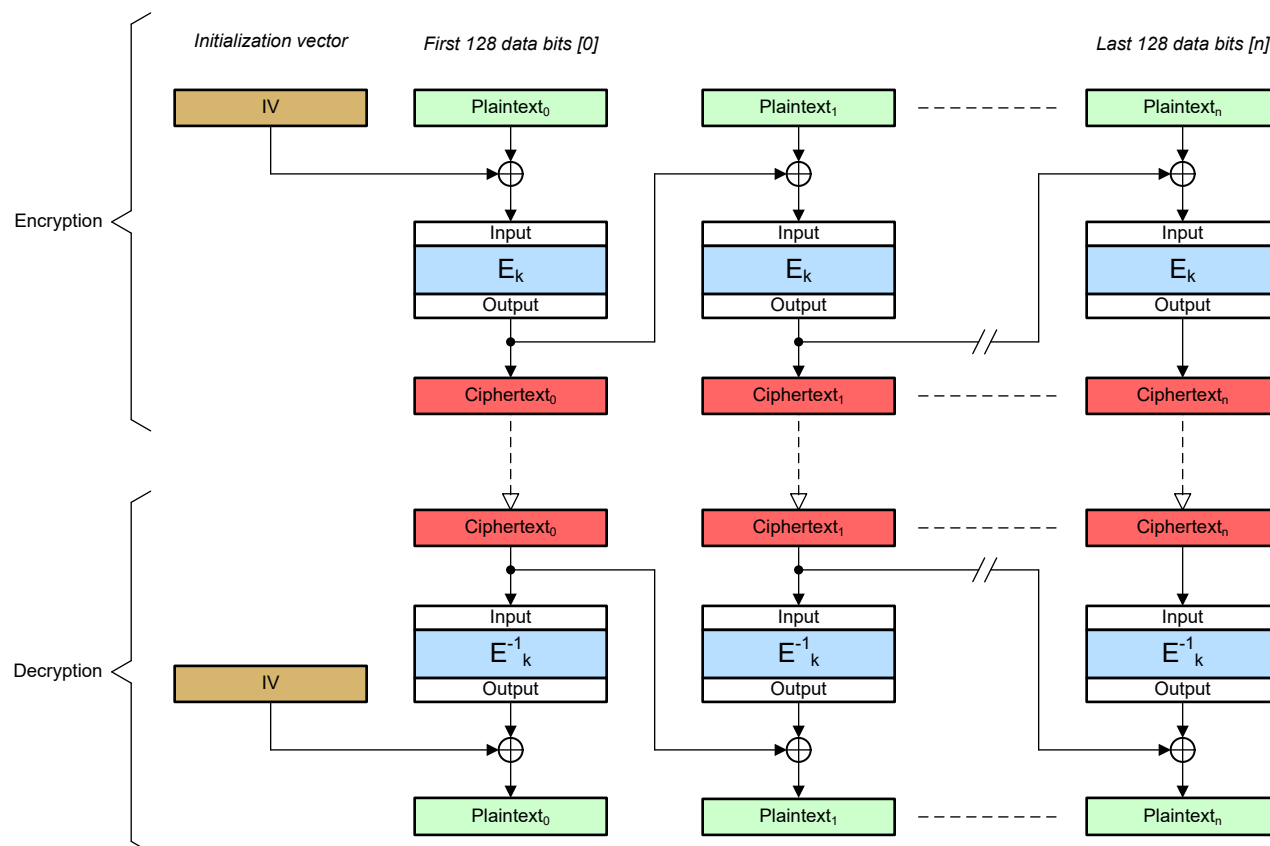 Initialization vector
First 128 data bits [0]
Last 128 data bits [n]
IV
Plaintext₀
Plaintext₁
Plaintextₙ
Encryption
Input
Input
Input
Eₖ
Eₖ
Eₖ
Output
Output
Output
Ciphertext₀
Ciphertext₁
Ciphertextₙ
Ciphertext₀
Ciphertext₁
Ciphertextₙ
Input
Input
Input
E⁻¹ₖ
E⁻¹ₖ
E⁻¹ₖ
Decryption
IV
Output
Output
Output
Plaintext₀
Plaintext₁
Plaintextₙ